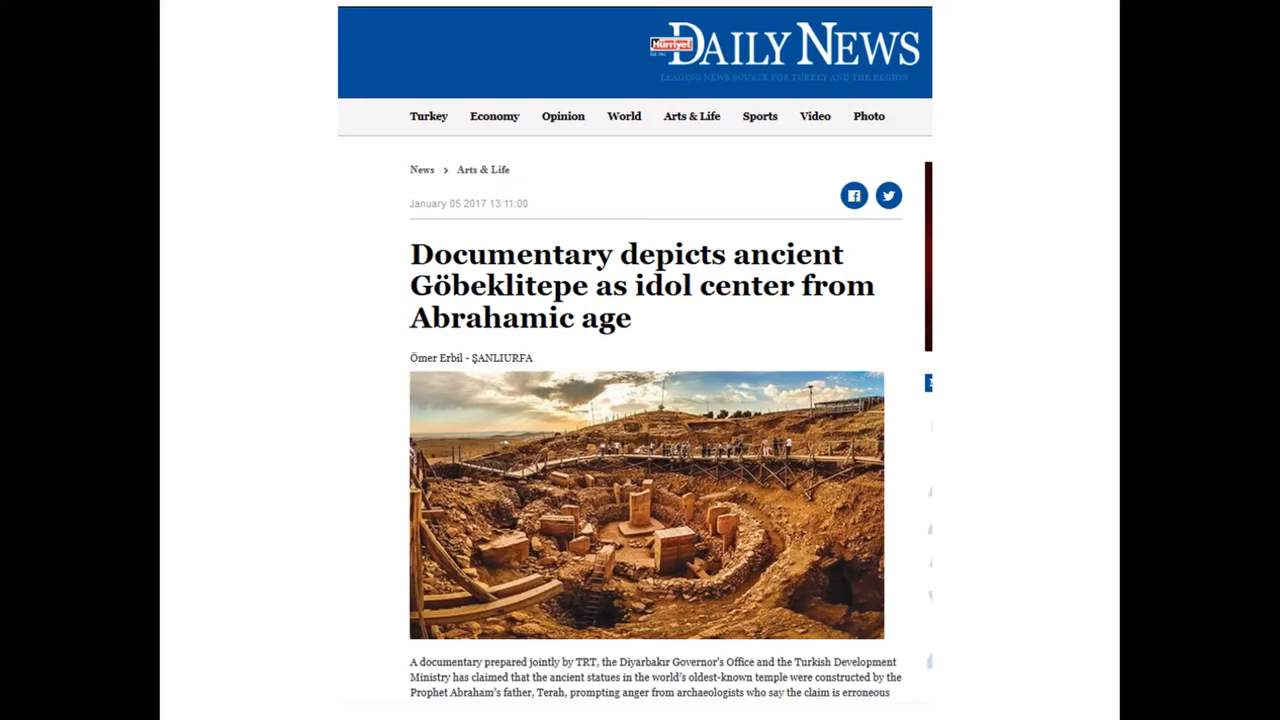 Hürriyet
DAILY NEWS
LEADING NEWS SOURCE FOR TURKEY AND THE REGION
Turkey Economy Opinion World Arts & Life Sports Video Photo
News > Arts & Life
January 05 2017 13:11:00
Documentary depicts ancient
Göbeklitepe as idol center from
Abrahamic age
Ömer Erbil - ŞANLIURFA
A documentary prepared jointly by TRT, the Diyarbakır Governor's Office and the Turkish Development
Ministry has claimed that the ancient statues in the world's oldest-known temple were constructed by the
Prophet Abraham's father, Terah, prompting anger from archaeologists who say the claim is erroneous